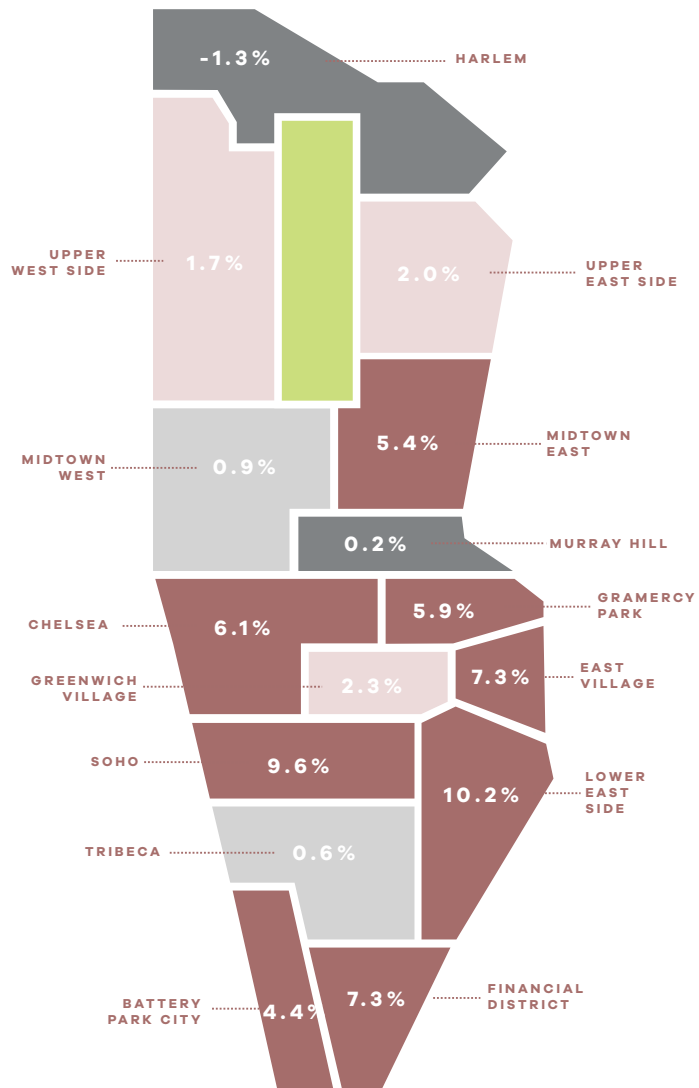 -1.3%
HARLEM
UPPER
WEST SIDE
1.7%
2.0%
UPPER
EAST SIDE
5.4%
MIDTOWN
EAST
MIDTOWN
WEST
0.9%
0.2%
MURRAY HILL
CHELSEA
6.1%
5.9%
GRAMERCY
PARK
GREENWICH
VILLAGE
2.3%
7.3%
EAST
VILLAGE
SOHO
9.6%
10.2%
LOWER
EAST
SIDE
TRIBECA
0.6%
BATTERY
PARK CITY
4.4%
7.3%
FINANCIAL
DISTRICT